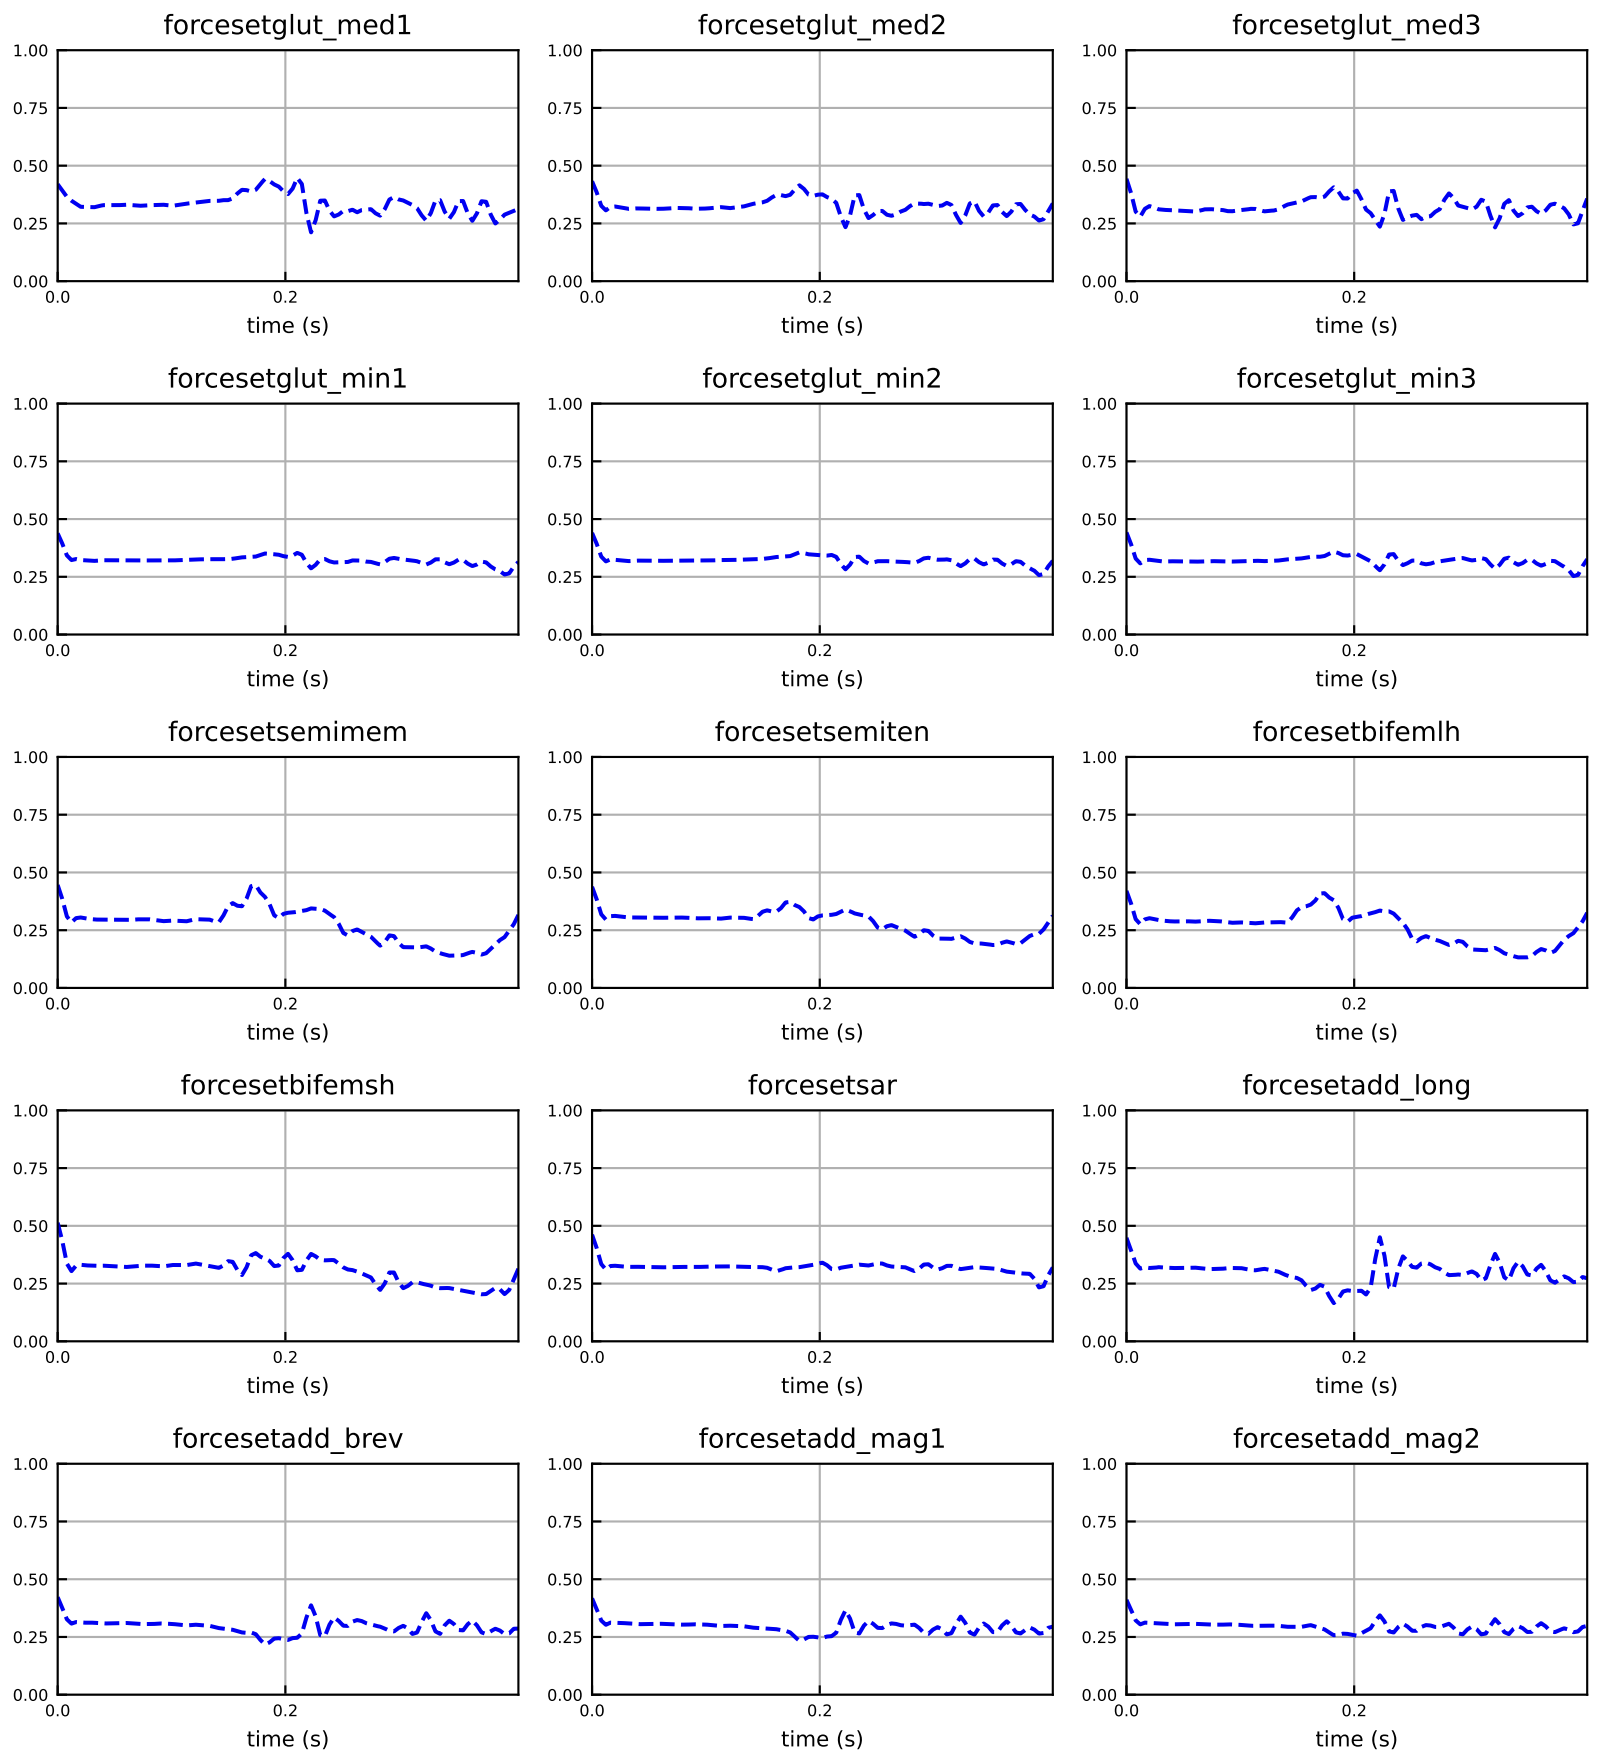 forcesetglut_med1 forcesetglut_med2 forcesetglut_med3
1.00 1.00 1.00
0.75 0.75 0.75
0.50 0.50 0.50
0.25 0.25 0.25
0.00 0.00 0.00
0.0 0.2 0.0 0.2 0.0 0.2
time (s) time (s) time (s)
forcesetglut_min1 forcesetglut_min2 forcesetglut_min3
1.00 1.00 1.00
0.75 0.75 0.75
0.50 0.50 0.50
0.25 0.25 0.25
0.00 0.00 0.00
0.0 0.2 0.0 0.2 0.0 0.2
time (s) time (s) time (s)
forcesetsemimem forcesetsemiten forcesetbifemlh
1.00 1.00 1.00
0.75 0.75 0.75
0.50 0.50 0.50
0.25 0.25 0.25
0.00 0.00 0.00
0.0 0.2 0.0 0.2 0.0 0.2
time (s) time (s) time (s)
forcesetbifemsh forcesetsar forcesetadd_long
1.00 1.00 1.00
0.75 0.75 0.75
0.50 0.50 0.50
0.25 0.25 0.25
0.00 0.00 0.00
0.0 0.2 0.0 0.2 0.0 0.2
time (s) time (s) time (s)
forcesetadd_brev forcesetadd_mag1 forcesetadd_mag2
1.00 1.00 1.00
0.75 0.75 0.75
0.50 0.50 0.50
0.25 0.25 0.25
0.00 0.00 0.00
0.0 0.2 0.0 0.2 0.0 0.2
time (s) time (s) time (s)